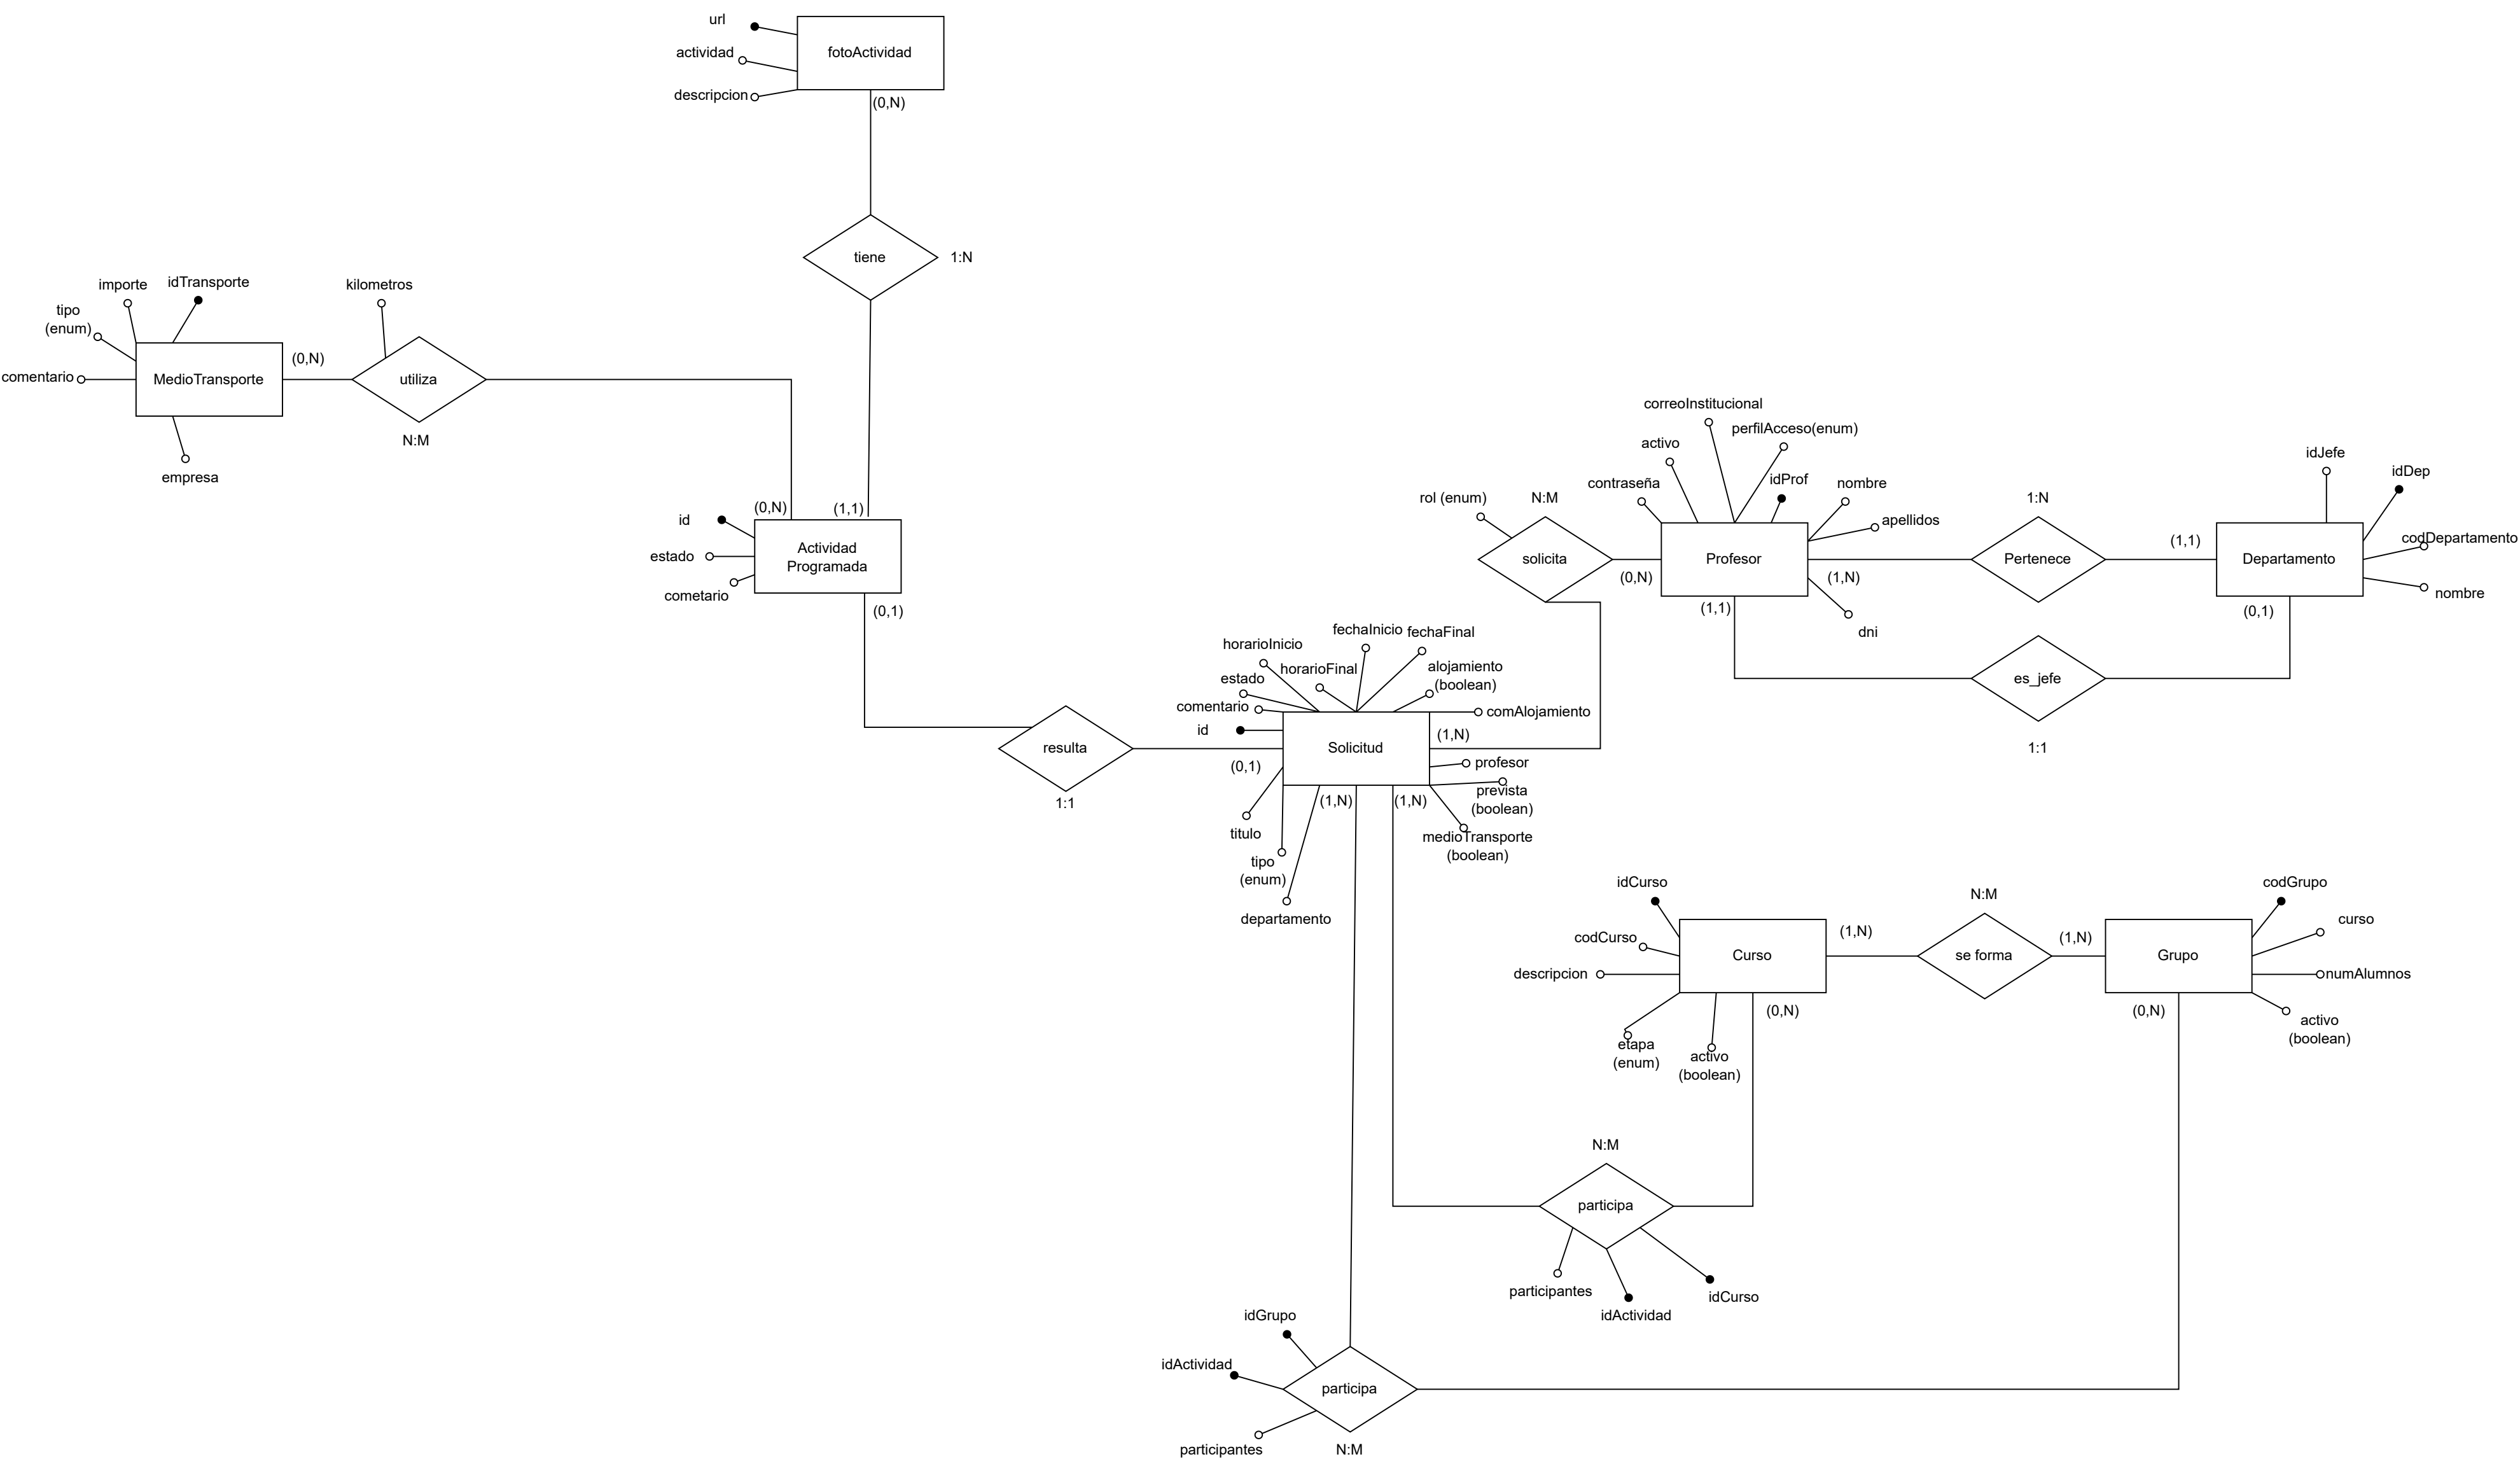 url
actividad
descripcion
fotoActividad
(0,N)
tiene
1:N
importe
idTransporte
tipo
(enum)
comentario
MedioTransporte
empresa
(0,N)
kilometros
utiliza
N:M
(0,N)
(1,1)
id
estado
cometario
Actividad
Programada
(0,1)
resulta
1:1
rol (enum)
N:M
solicita
(0,N)
correoInstitucional
perfilAcceso(enum)
activo
contraseña
idProf
nombre
apellidos
Profesor
(1,N)
(1,1)
dni
1:N
Pertenece
(1,1)
idJefe
idDep
codDepartamento
nombre
Departamento
(0,1)
es_jefe
1:1
fechaInicio
fechaFinal
horarioInicio
horarioFinal
alojamiento
(boolean)
estado
comentario
comAlojamiento
id
Solicitud
(1,N)
(0,1)
profesor
prevista
(boolean)
(1,N)
(1,N)
titulo
medioTransporte
(boolean)
tipo
(enum)
departamento
idCurso
codCurso
descripcion
etapa
(enum)
activo
(boolean)
Curso
(1,N)
(0,N)
N:M
se forma
(1,N)
codGrupo
curso
numAlumnos
activo
(boolean)
Grupo
(0,N)
N:M
participa
participantes
idActividad
idCurso
idGrupo
idActividad
participa
participantes
N:M